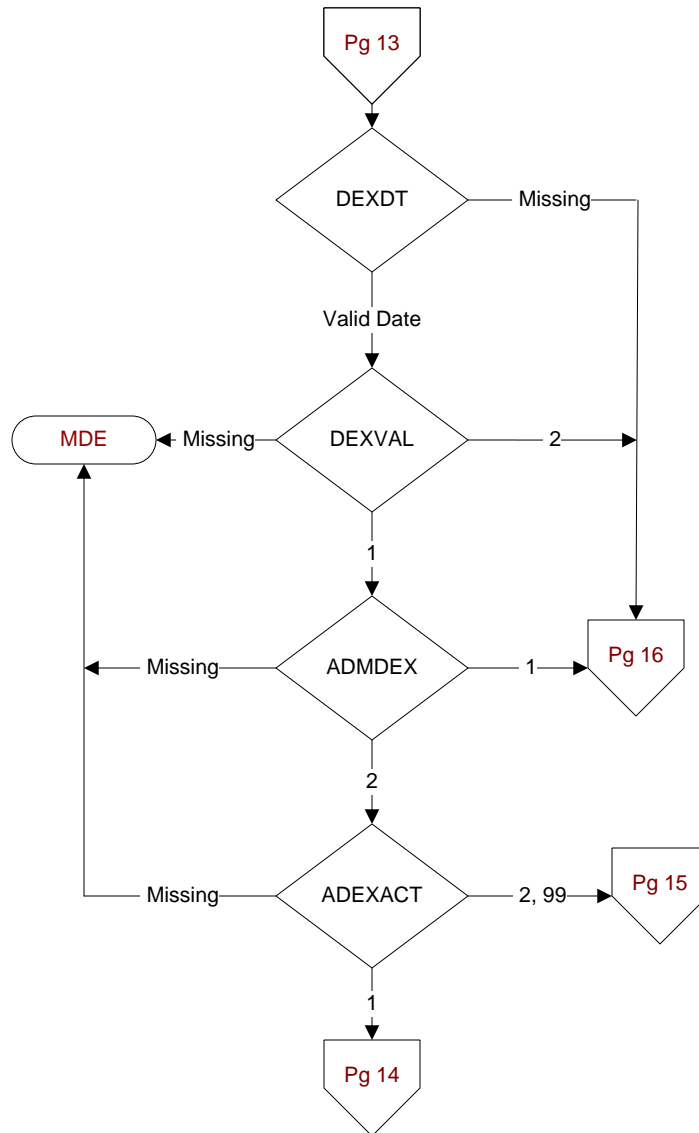 Pg 13
DEXDT
Missing
Valid Date
MDE
Missing
DEXVAL
2
1
Missing
ADMDEX
1
Pg 16
2
Missing
ADEXACT
2, 99
Pg 15
1
Pg 14